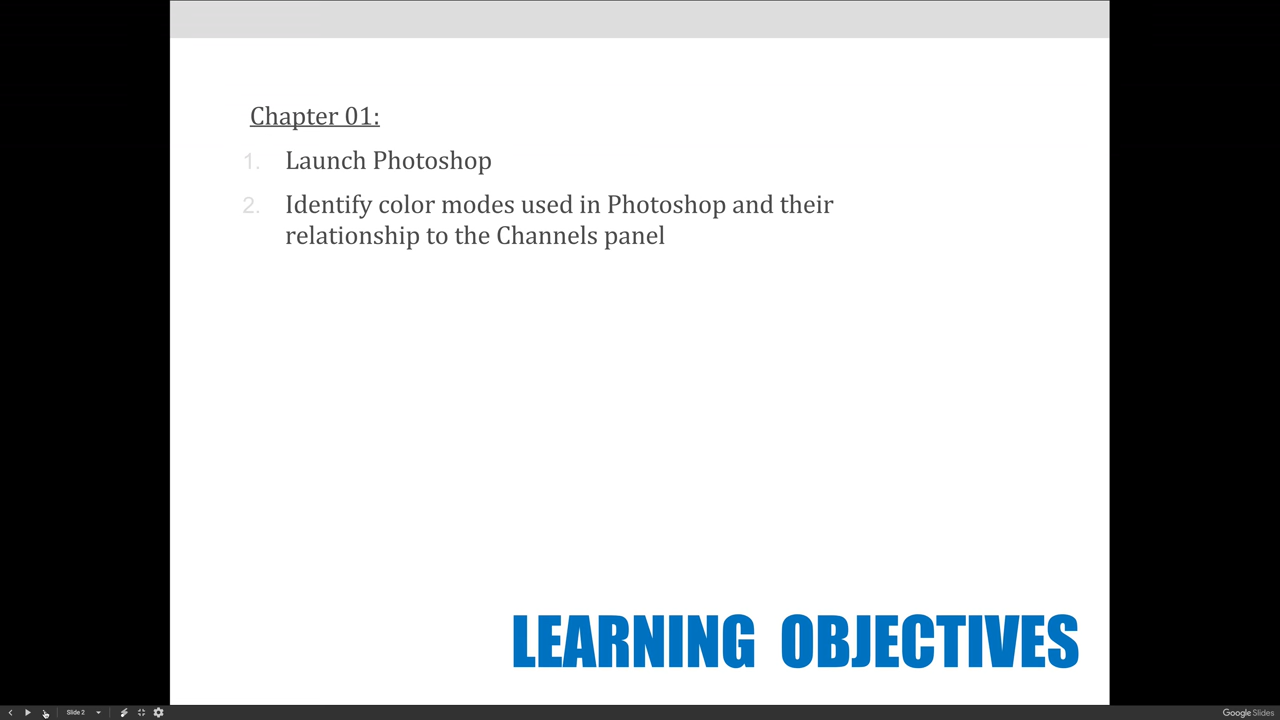 Chapter 01:
1. Launch Photoshop
2. Identify color modes used in Photoshop and their
relationship to the Channels panel
LEARNING OBJECTIVES
Slide 2
Google Slides